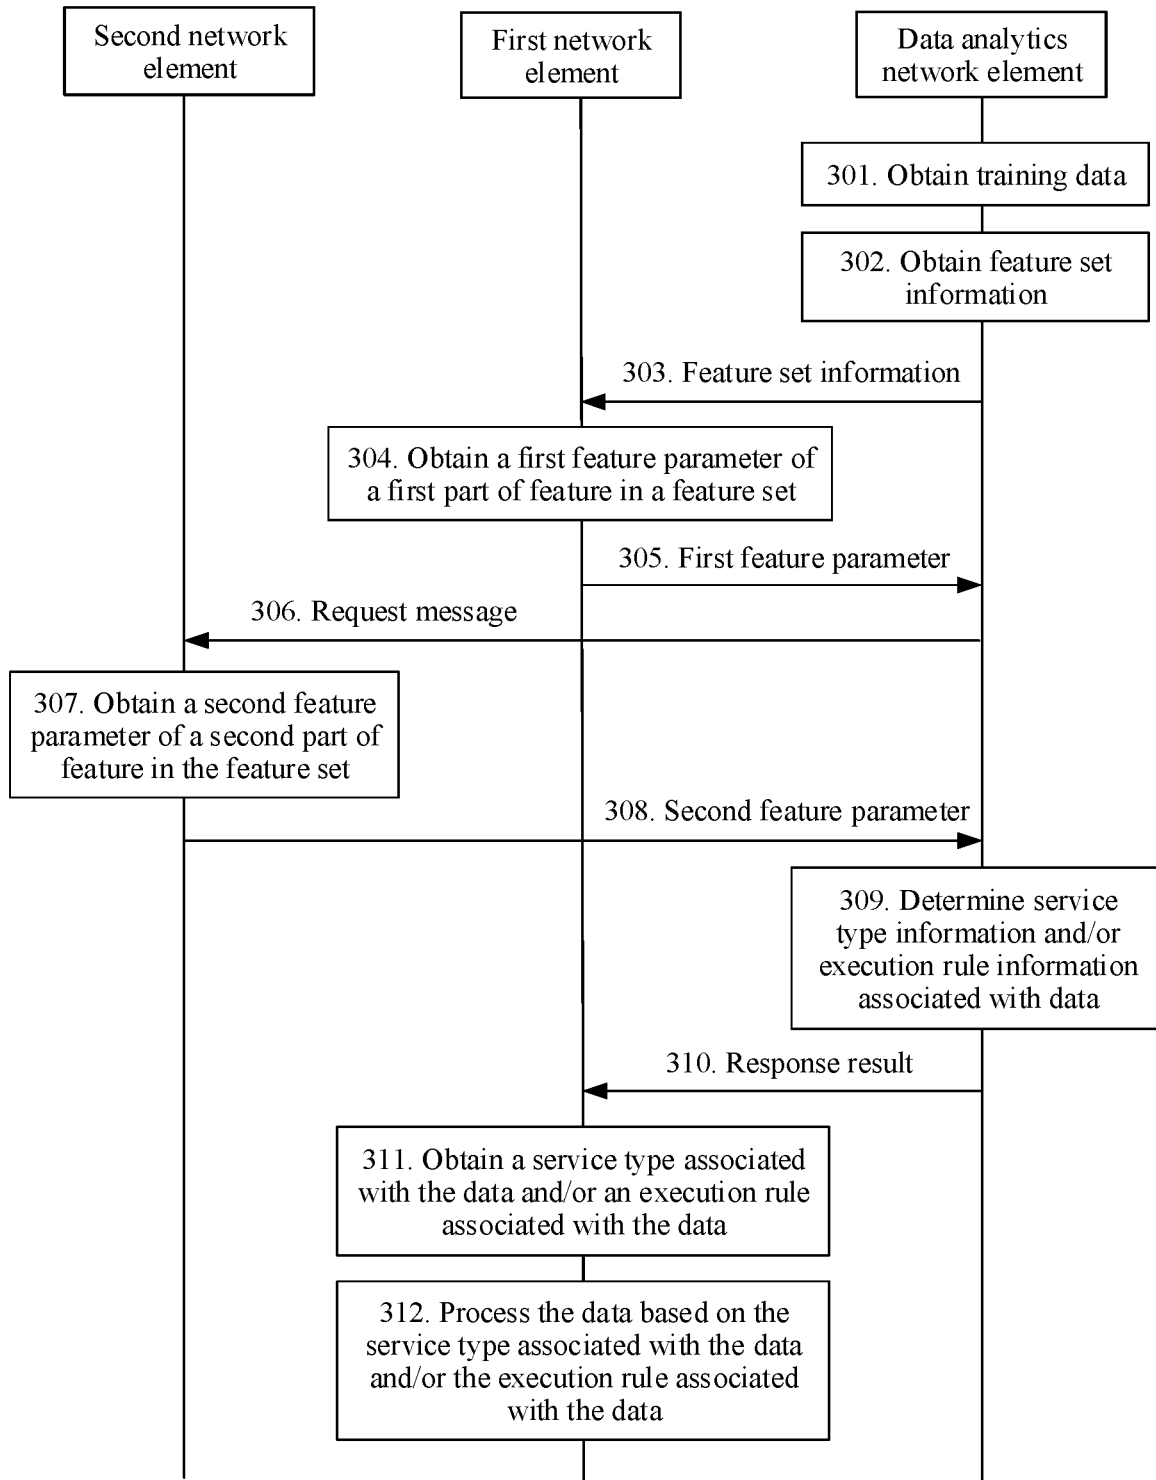 Second network
element
First network
element
Data analytics
network element
301. Obtain training data
302. Obtain feature set
information
303. Feature set information
304. Obtain a first feature parameter of
a first part of feature in a feature set
305. First feature parameter
306. Request message
307. Obtain a second feature
parameter of a second part of
feature in the feature set
308. Second feature parameter
309. Determine service
type information and/or
execution rule information
associated with data
310. Response result
311. Obtain a service type associated
with the data and/or an execution rule
associated with the data
312. Process the data based on the
service type associated with the data
and/or the execution rule associated
with the data